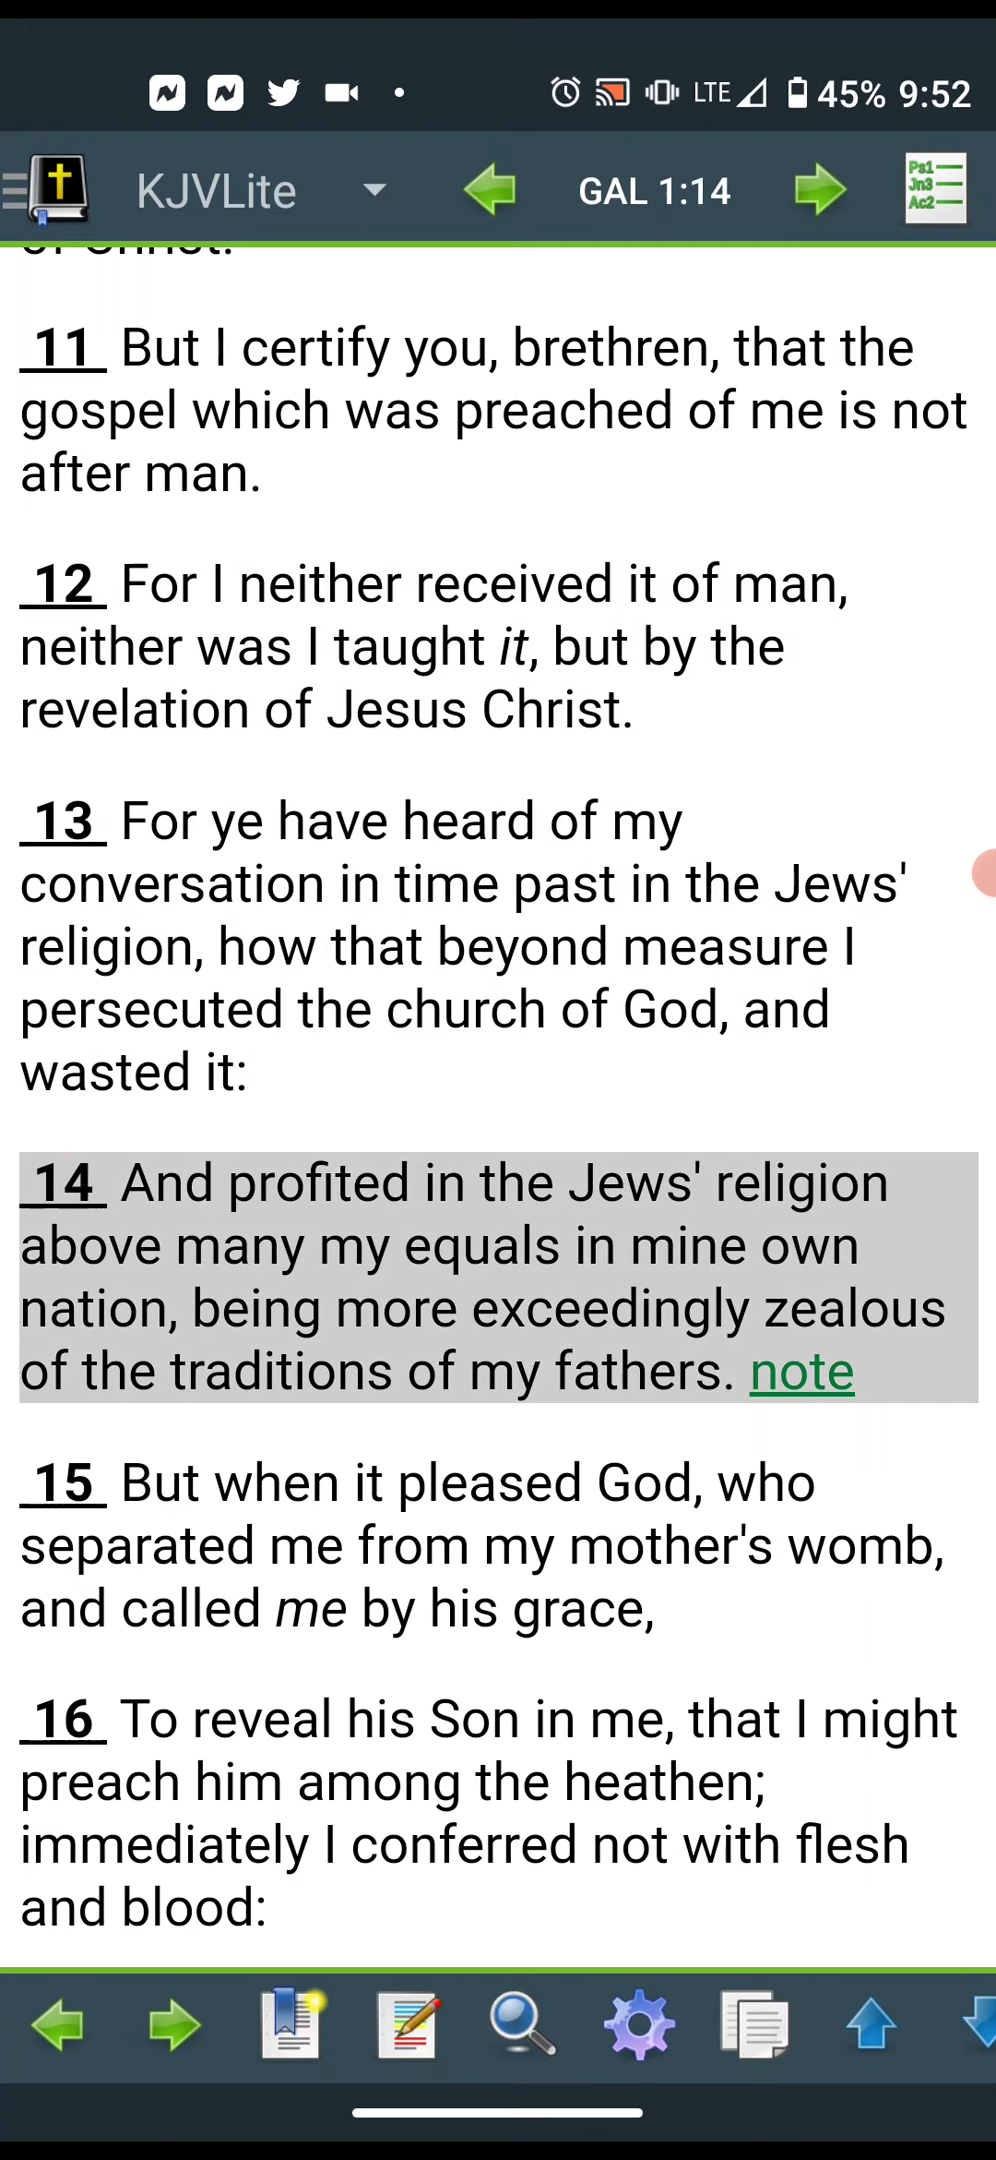 LTE 45% 9:52
KJVLite GAL 1:14
Ps1
Jn3
Ac2
of Christ.
11 But I certify you, brethren, that the
gospel which was preached of me is not
after man.
12 For I neither received it of man,
neither was I taught it, but by the
revelation of Jesus Christ.
13 For ye have heard of my
conversation in time past in the Jews'
religion, how that beyond measure I
persecuted the church of God, and
wasted it:
14 And profited in the Jews' religion
above many my equals in mine own
nation, being more exceedingly zealous
of the traditions of my fathers. note
15 But when it pleased God, who
separated me from my mother's womb,
and called me by his grace,
16 To reveal his Son in me, that I might
preach him among the heathen;
immediately I conferred not with flesh
and blood: